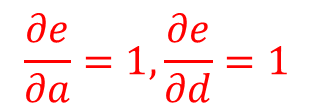 ∂e/∂a = 1, ∂e/∂d = 1